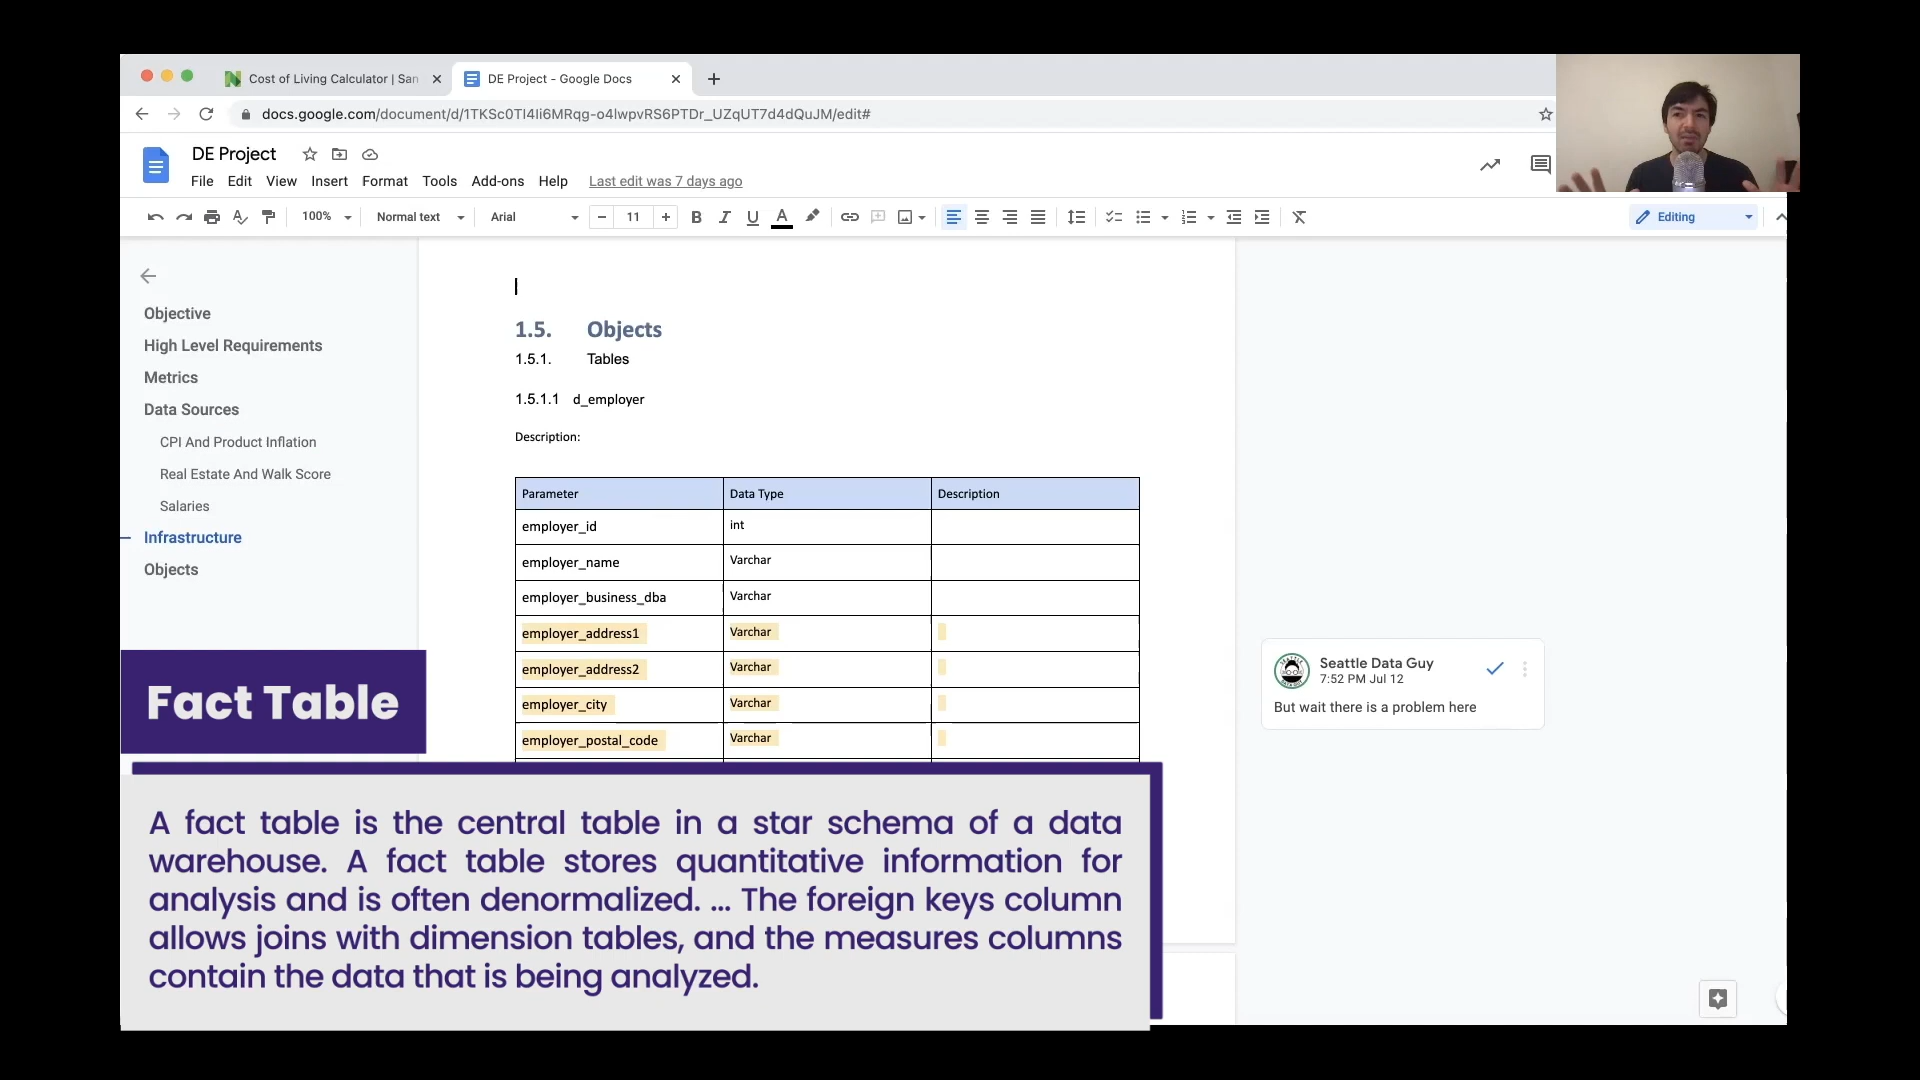 Cost of Living Calculator | San
DE Project - Google Docs
docs.google.com/document/d/1TKSc0TI4Ii6MRqg-o4lwpvRS6PTDr_UZqUT7d4dQuJM/edit#
DE Project
File Edit View Insert Format Tools Add-ons Help Last edit was 7 days ago
100% Normal text Arial 11 Editing
Objective
High Level Requirements
Metrics
Data Sources
CPI And Product Inflation
Real Estate And Walk Score
Salaries
Infrastructure
Objects
1.5. Objects
1.5.1. Tables
1.5.1.1 d_employer
Description:
Parameter Data Type Description
employer_id int
employer_name Varchar
employer_business_dba Varchar
employer_address1 Varchar
employer_address2 Varchar
employer_city Varchar
employer_postal_code Varchar
Seattle Data Guy
7:52 PM Jul 12
But wait there is a problem here
Fact Table
A fact table is the central table in a star schema of a data
warehouse. A fact table stores quantitative information for
analysis and is often denormalized. ... The foreign keys column
allows joins with dimension tables, and the measures columns
contain the data that is being analyzed.